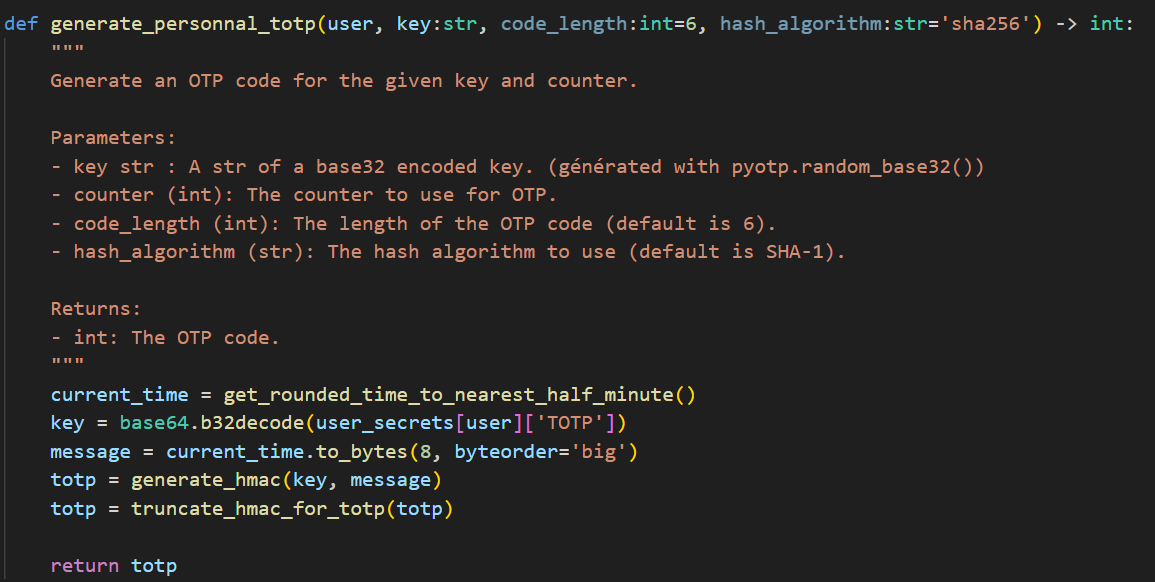 def generate_personnal_totp(user, key:str, code_length:int=6, hash_algorithm:str='sha256') -> int:
"""
Generate an OTP code for the given key and counter.
Parameters:
- key str : A str of a base32 encoded key. (générated with pyotp.random_base32())
- counter (int): The counter to use for OTP.
- code_length (int): The length of the OTP code (default is 6).
- hash_algorithm (str): The hash algorithm to use (default is SHA-1).
Returns:
- int: The OTP code.
"""
current_time = get_rounded_time_to_nearest_half_minute()
key = base64.b32decode(user_secrets[user]['TOTP'])
message = current_time.to_bytes(8, byteorder='big')
totp = generate_hmac(key, message)
totp = truncate_hmac_for_totp(totp)
return totp